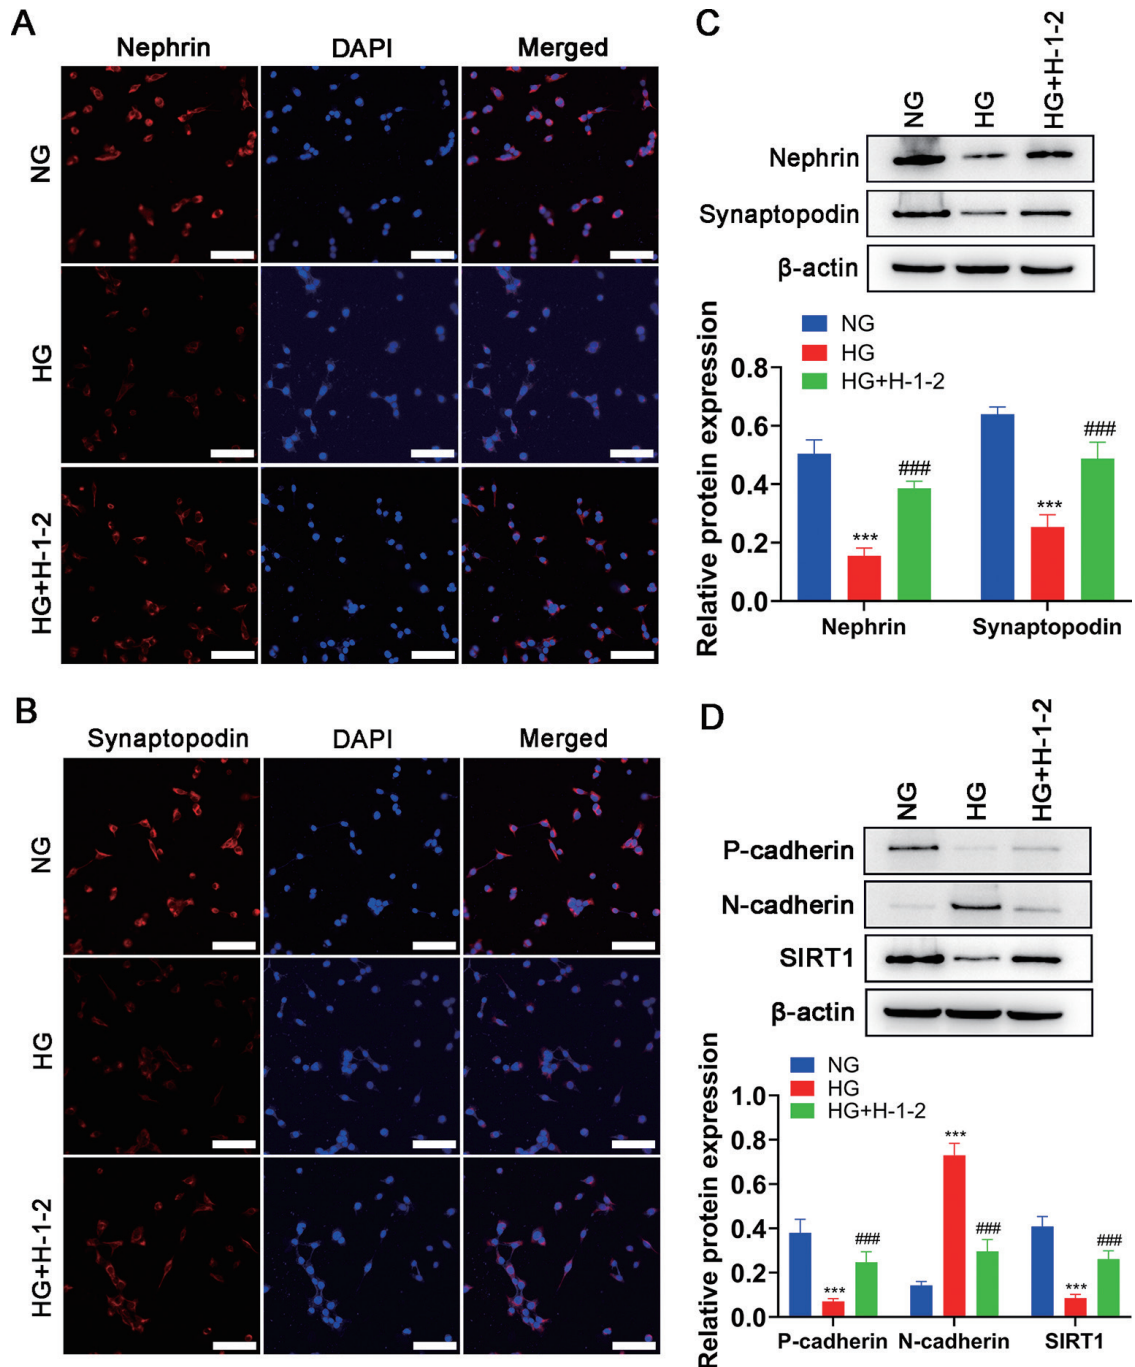 A
Nephrin DAPI Merged
NG
HG
HG+H-1-2
B
Synaptopodin DAPI Merged
NG
HG
HG+H-1-2
C
NG HG HG+H-1-2
Nephrin
Synaptopodin
β-actin
NG
HG
HG+H-1-2
Relative protein expression
0.8
0.6
0.4
0.2
0.0
***
###
***
###
Nephrin Synaptopodin
D
NG HG HG+H-1-2
P-cadherin
N-cadherin
SIRT1
β-actin
NG
HG
HG+H-1-2
Relative protein expression
1.0
0.8
0.6
0.4
0.2
0.0
***
###
***
###
***
###
P-cadherin N-cadherin SIRT1